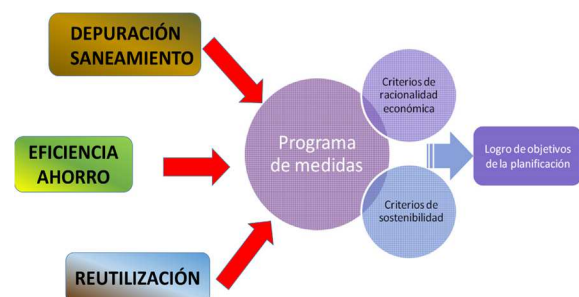 DEPURACIÓN
SANEAMIENTO
EFICIENCIA
AHORRO
REUTILIZACIÓN
Programa
de medidas
Criterios de
racionalidad
económica
Criterios de
sostenibilidad
Logro de objetivos
de la planificación